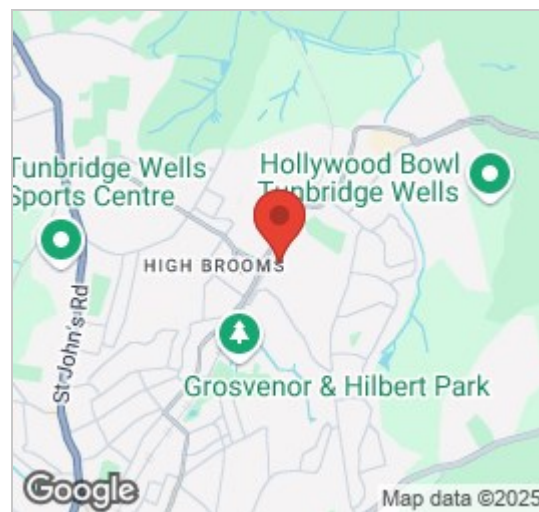 Tunbridge Wells
Sports Centre
Hollywood Bowl
Tunbridge Wells
HIGH BROOMS
St John's Rd
Grosvenor & Hilbert Park
Google
Map data ©2025